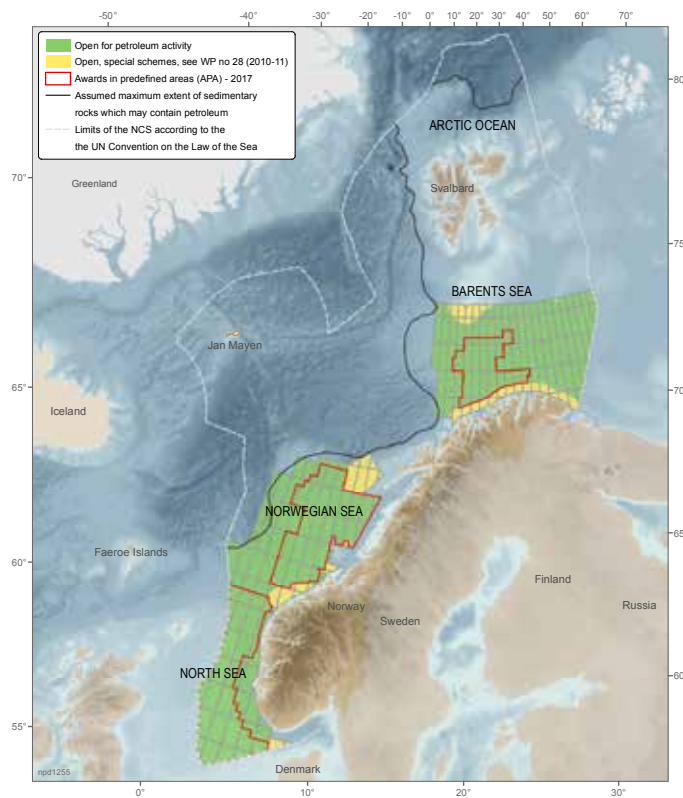 -50°
-40°
-30°
-20°
-10°
0°
10°
20°
30°
40°
50°
60°
70°
Open for petroleum activity
Open, special schemes, see WP no 28 (2010-11)
Awards in predefined areas (APA) - 2017
Assumed maximum extent of sedimentary
rocks which may contain petroleum
Limits of the NCS according to the
the UN Convention on the Law of the Sea
80°
ARCTIC OCEAN
70°
Greenland
Svalbard
75°
BARENTS SEA
Jan Mayen
65°
70°
Iceland
NORWEGIAN SEA
65°
Faeroe Islands
60°
Finland
Norway
Russia
Sweden
NORTH SEA
60°
55°
npd1255
Denmark
0°
10°
20°
30°